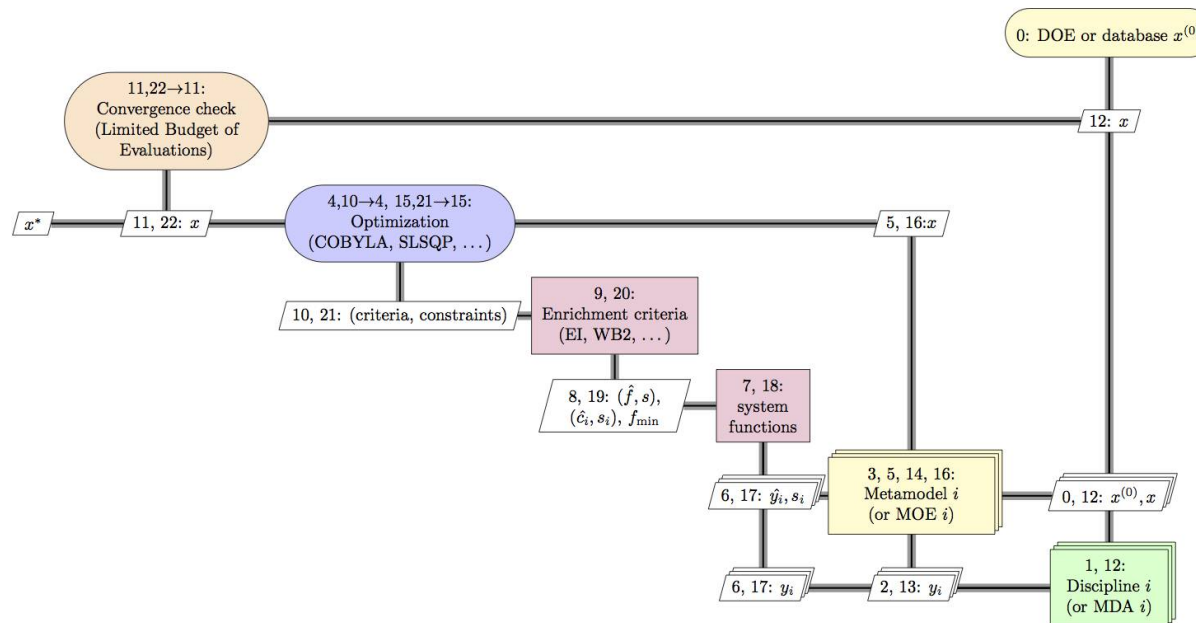 0: DOE or database x^{(0
11,22→11:
Convergence check
(Limited Budget of
Evaluations)
12: x
x*
11, 22: x
4,10→4, 15,21→15:
Optimization
(COBYLA, SLSQP, ...)
5, 16:x
10, 21: (criteria, constraints)
9, 20:
Enrichment criteria
(EI, WB2, ...)
8, 19: (f̂, s),
(ĉ_i, s_i), f_min
7, 18:
system
functions
6, 17: ŷ_i, s_i
3, 5, 14, 16:
Metamodel i
(or MOE i)
0, 12: x^{(0)}, x
6, 17: y_i
2, 13: y_i
1, 12:
Discipline i
(or MDA i)